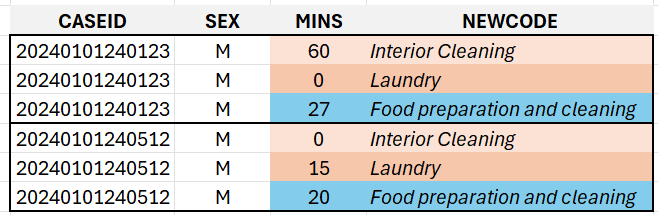 CASEID SEX MINS NEWCODE
20240101240123 M 60 Interior Cleaning
20240101240123 M 0 Laundry
20240101240123 M 27 Food preparation and cleaning
20240101240512 M 0 Interior Cleaning
20240101240512 M 15 Laundry
20240101240512 M 20 Food preparation and cleaning